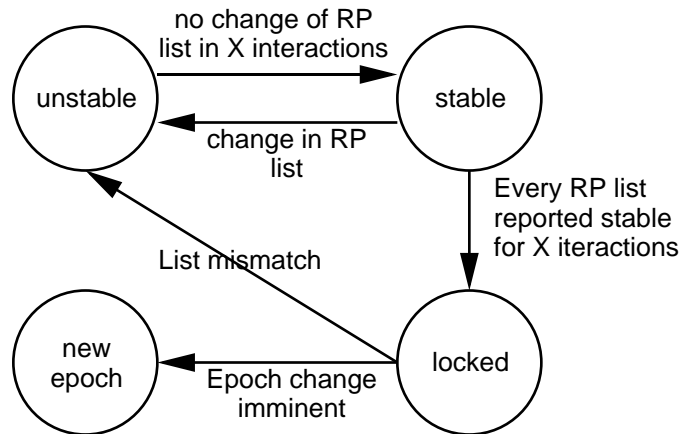 no change of RP
list in X interactions
unstable
stable
change in RP
list
Every RP list
reported stable
for X iteractions
List mismatch
new
epoch
locked
Epoch change
imminent